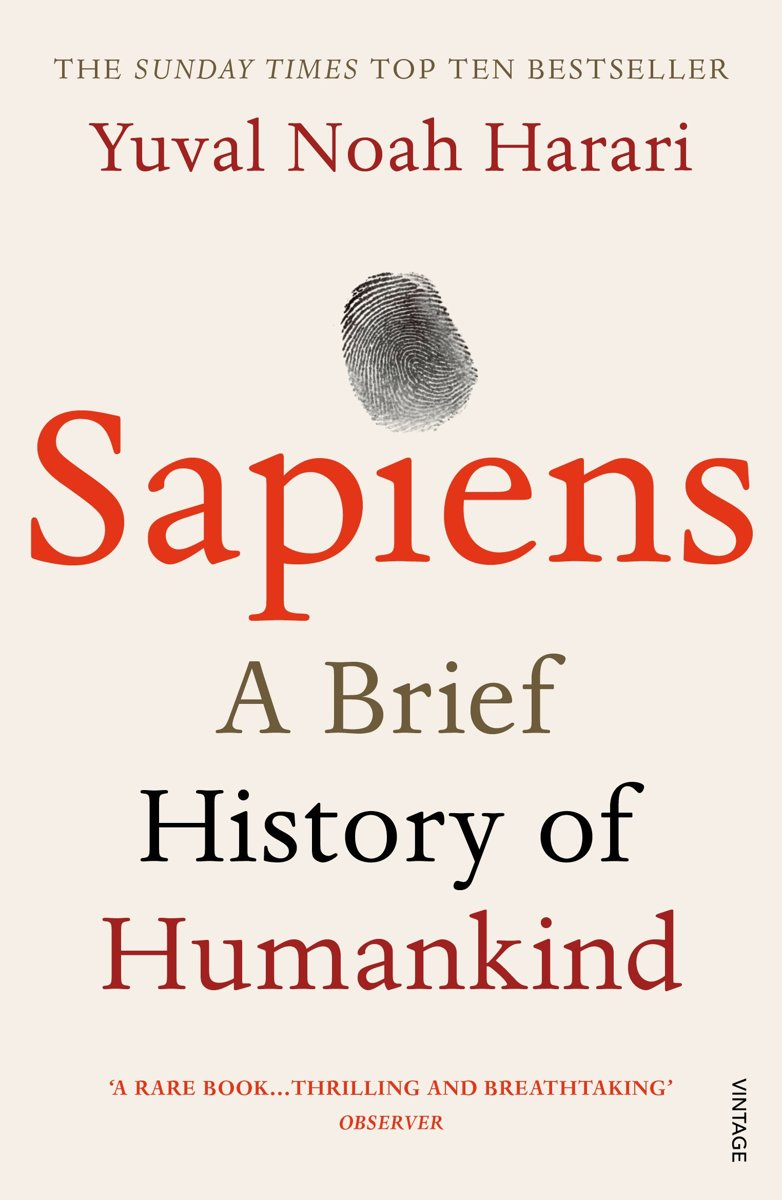 THE SUNDAY TIMES TOP TEN BESTSELLER
Yuval Noah Harari
Sapiens
A Brief
History of
Humankind
‘A RARE BOOK...THRILLING AND BREATHTAKING’
OBSERVER
VINTAGE